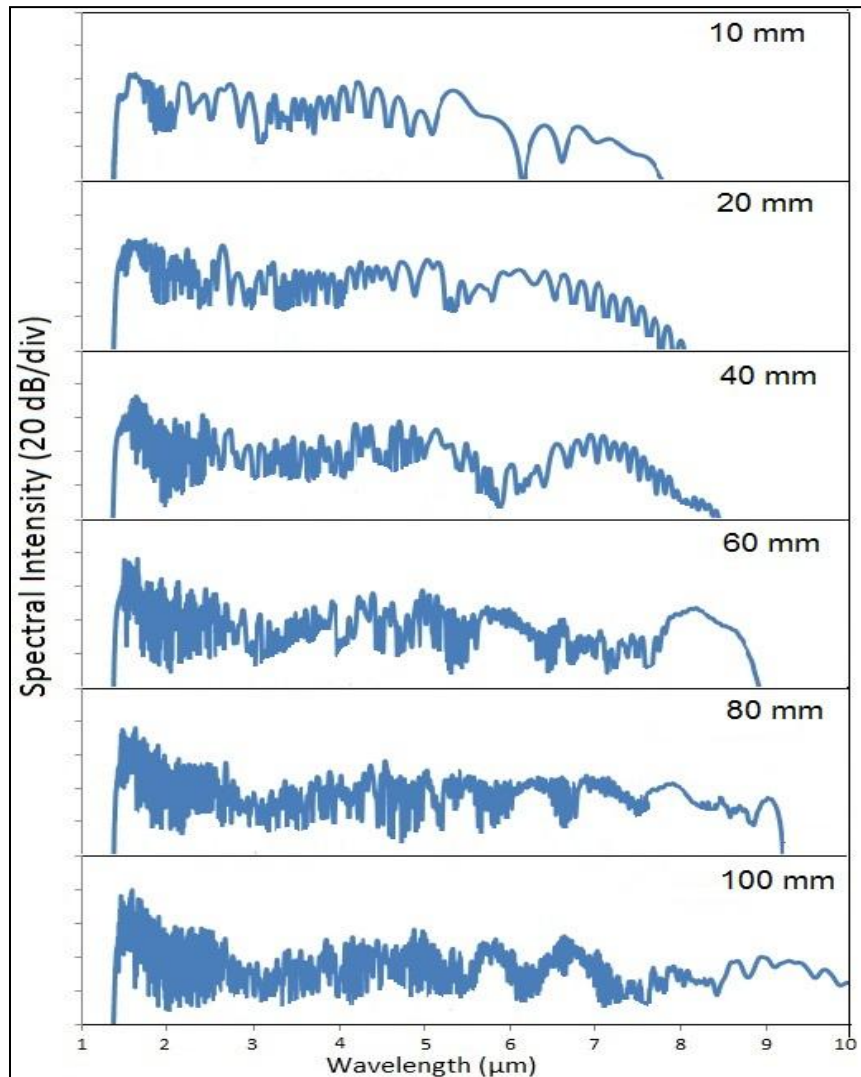 10 mm
20 mm
40 mm
60 mm
80 mm
100 mm
Spectral Intensity (20 dB/div)
1 2 3 4 5 6 7 8 9 10
Wavelength (µm)